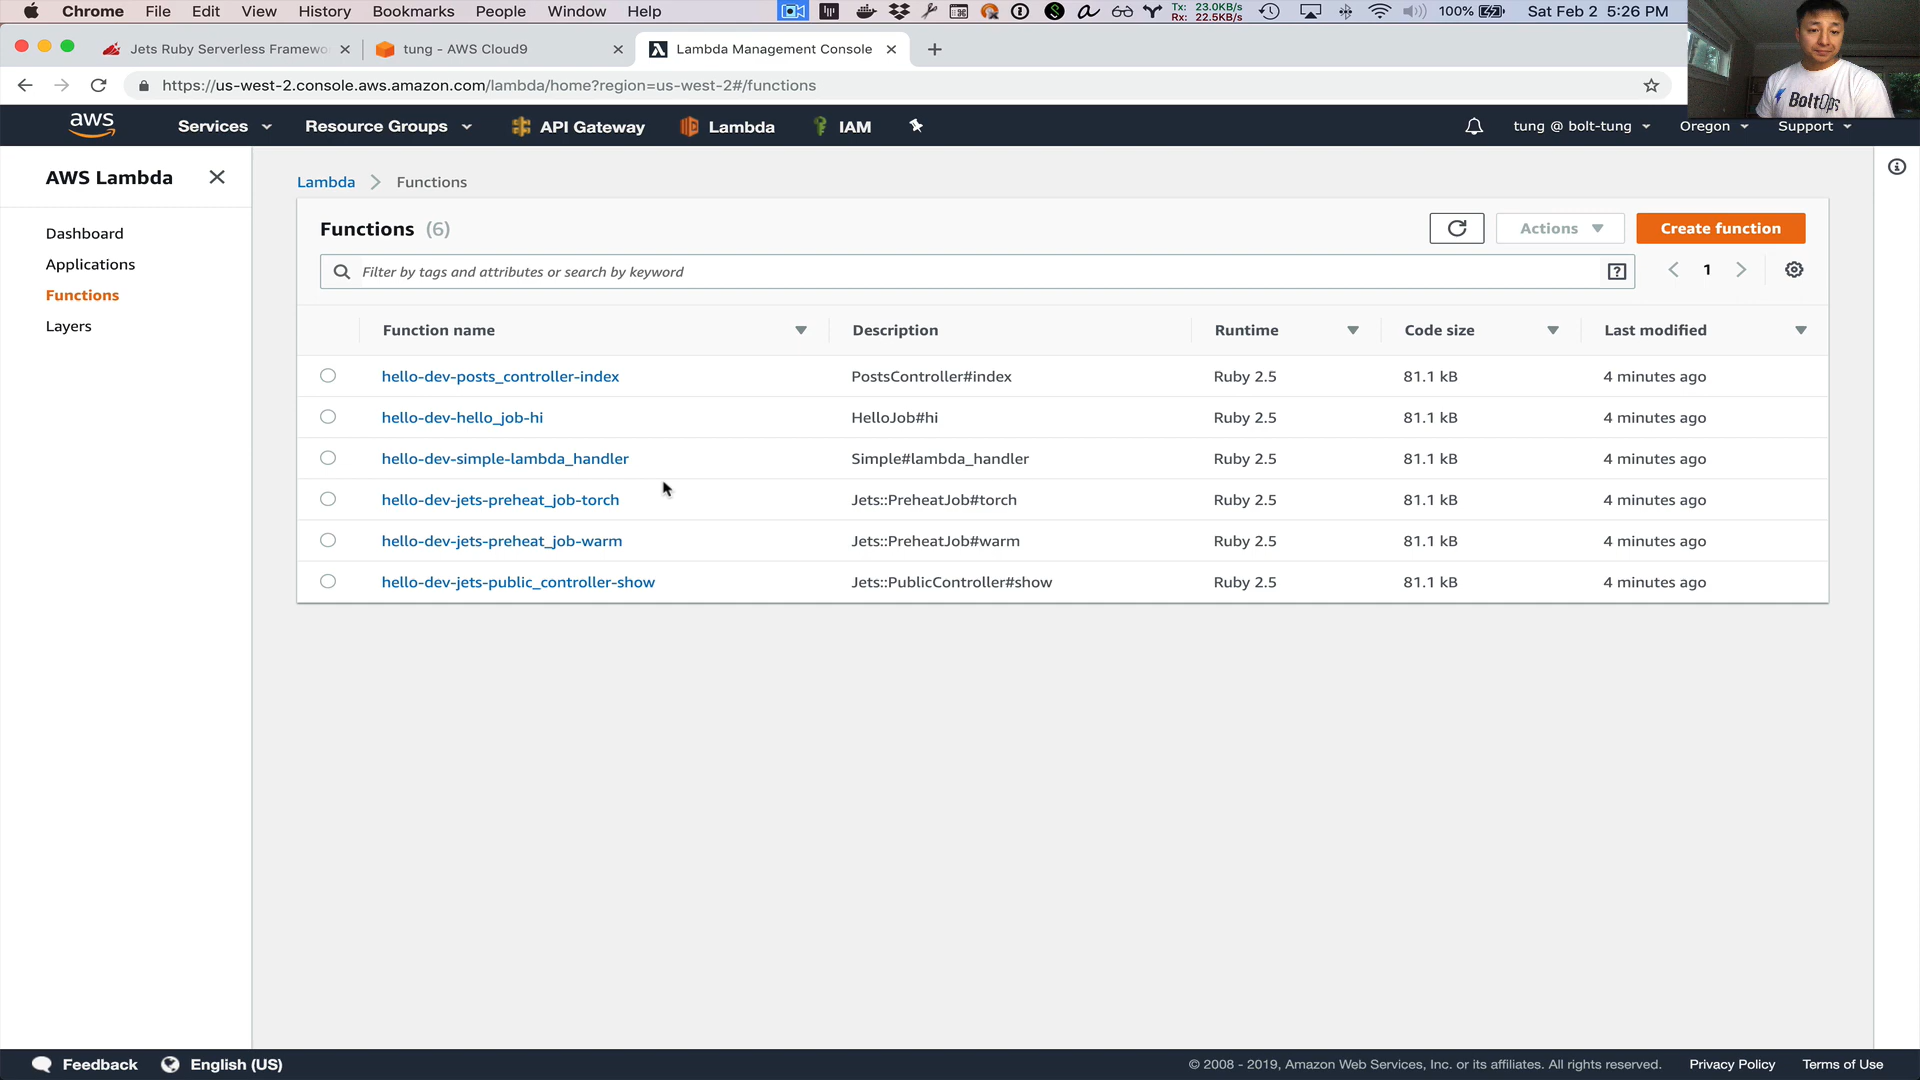 Chrome File Edit View History Bookmarks People Window Help Tx: 23.0KB/s Rx: 22.5KB/s 100% Sat Feb 2 5:26 PM
Jets Ruby Serverless Framewo tung - AWS Cloud9 Lambda Management Console
https://us-west-2.console.aws.amazon.com/lambda/home?region=us-west-2#/functions
BoltOps
aws Services Resource Groups API Gateway Lambda IAM tung @ bolt-tung Oregon Support
AWS Lambda
Dashboard
Applications
Functions
Layers
Lambda Functions
Functions (6) Actions Create function
Filter by tags and attributes or search by keyword ? 1
Function name Description Runtime Code size Last modified
hello-dev-posts_controller-index PostsController#index Ruby 2.5 81.1 kB 4 minutes ago
hello-dev-hello_job-hi HelloJob#hi Ruby 2.5 81.1 kB 4 minutes ago
hello-dev-simple-lambda_handler Simple#lambda_handler Ruby 2.5 81.1 kB 4 minutes ago
hello-dev-jets-preheat_job-torch Jets::PreheatJob#torch Ruby 2.5 81.1 kB 4 minutes ago
hello-dev-jets-preheat_job-warm Jets::PreheatJob#warm Ruby 2.5 81.1 kB 4 minutes ago
hello-dev-jets-public_controller-show Jets::PublicController#show Ruby 2.5 81.1 kB 4 minutes ago
Feedback English (US) © 2008 - 2019, Amazon Web Services, Inc. or its affiliates. All rights reserved. Privacy Policy Terms of Use